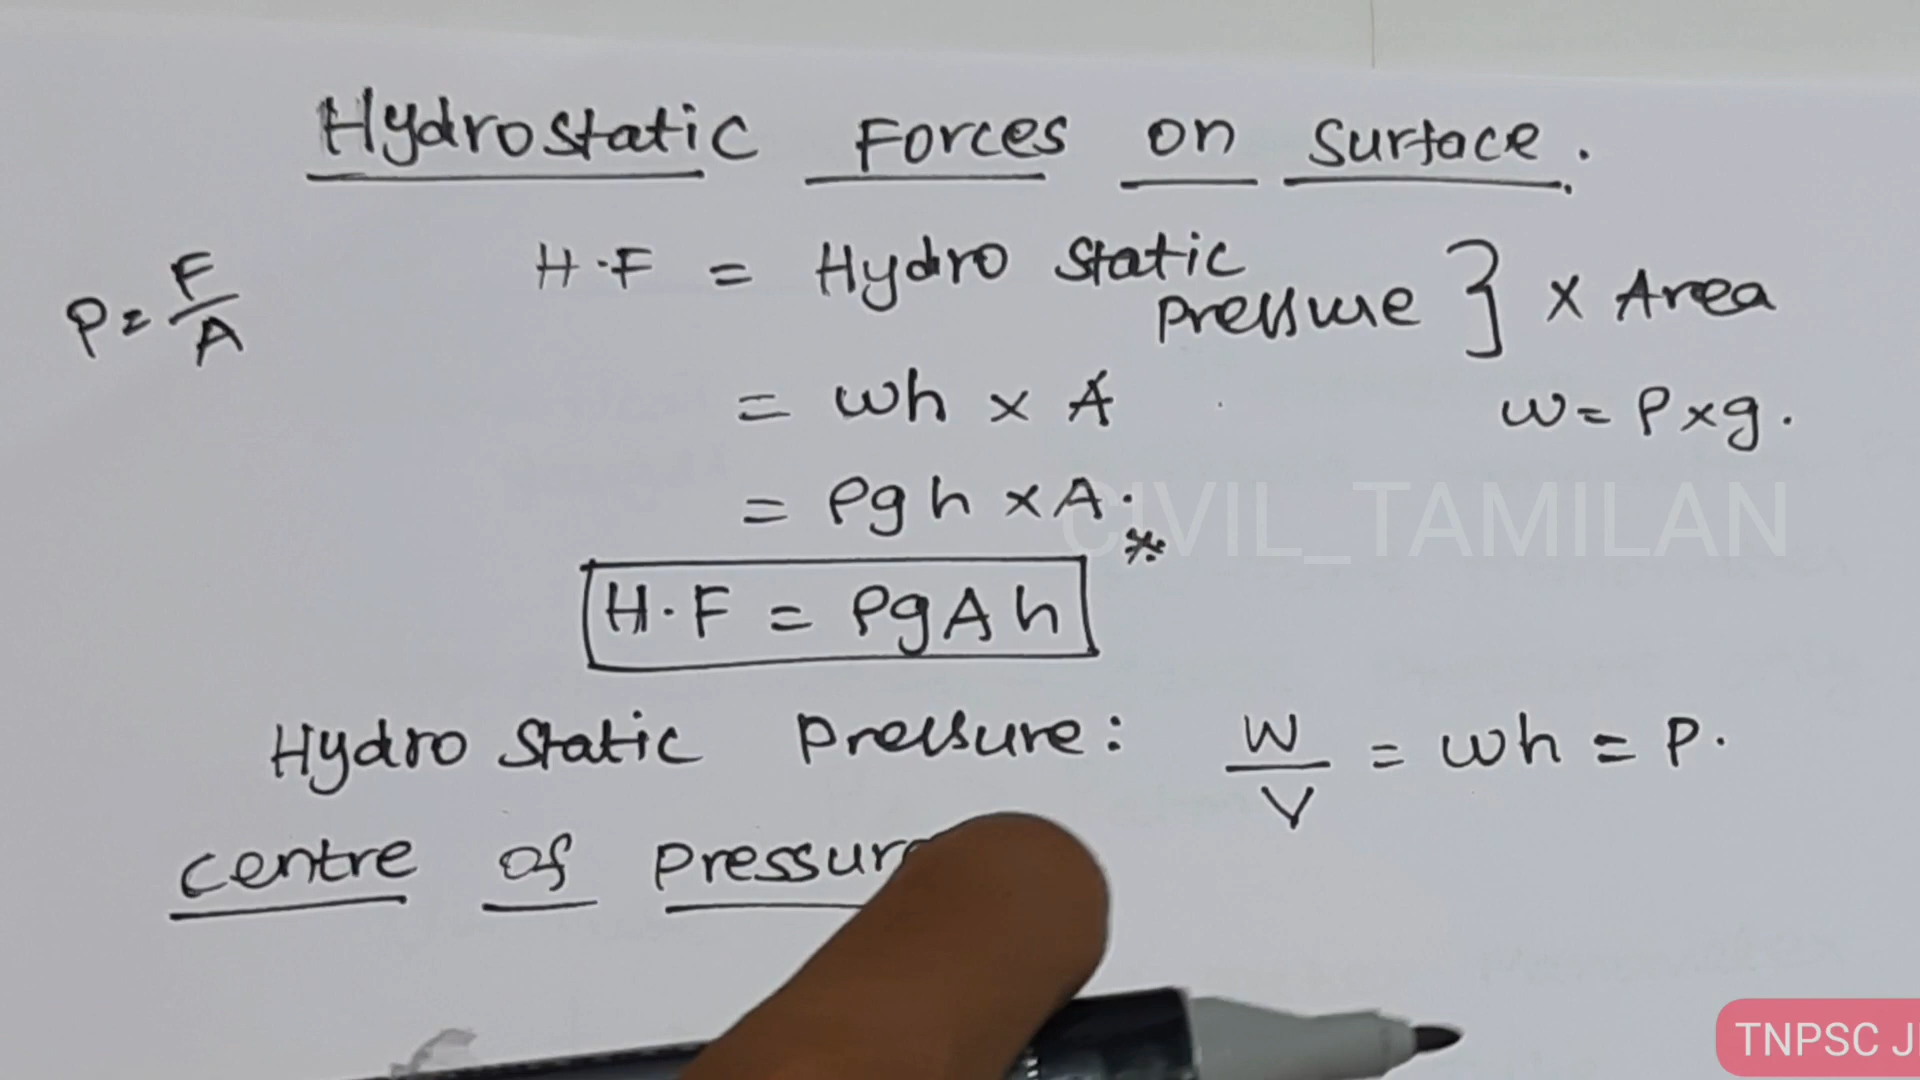 Hydrostatic Forces on Surface.
P = F/A
H.F = Hydro static pressure } × Area
= wh × A
w = ρ × g.
= ρgh × A.
CIVIL_TAMILAN
H.F = ρgAh
Hydro static pressure: W/V = wh = P.
centre of pressur
TNPSC J